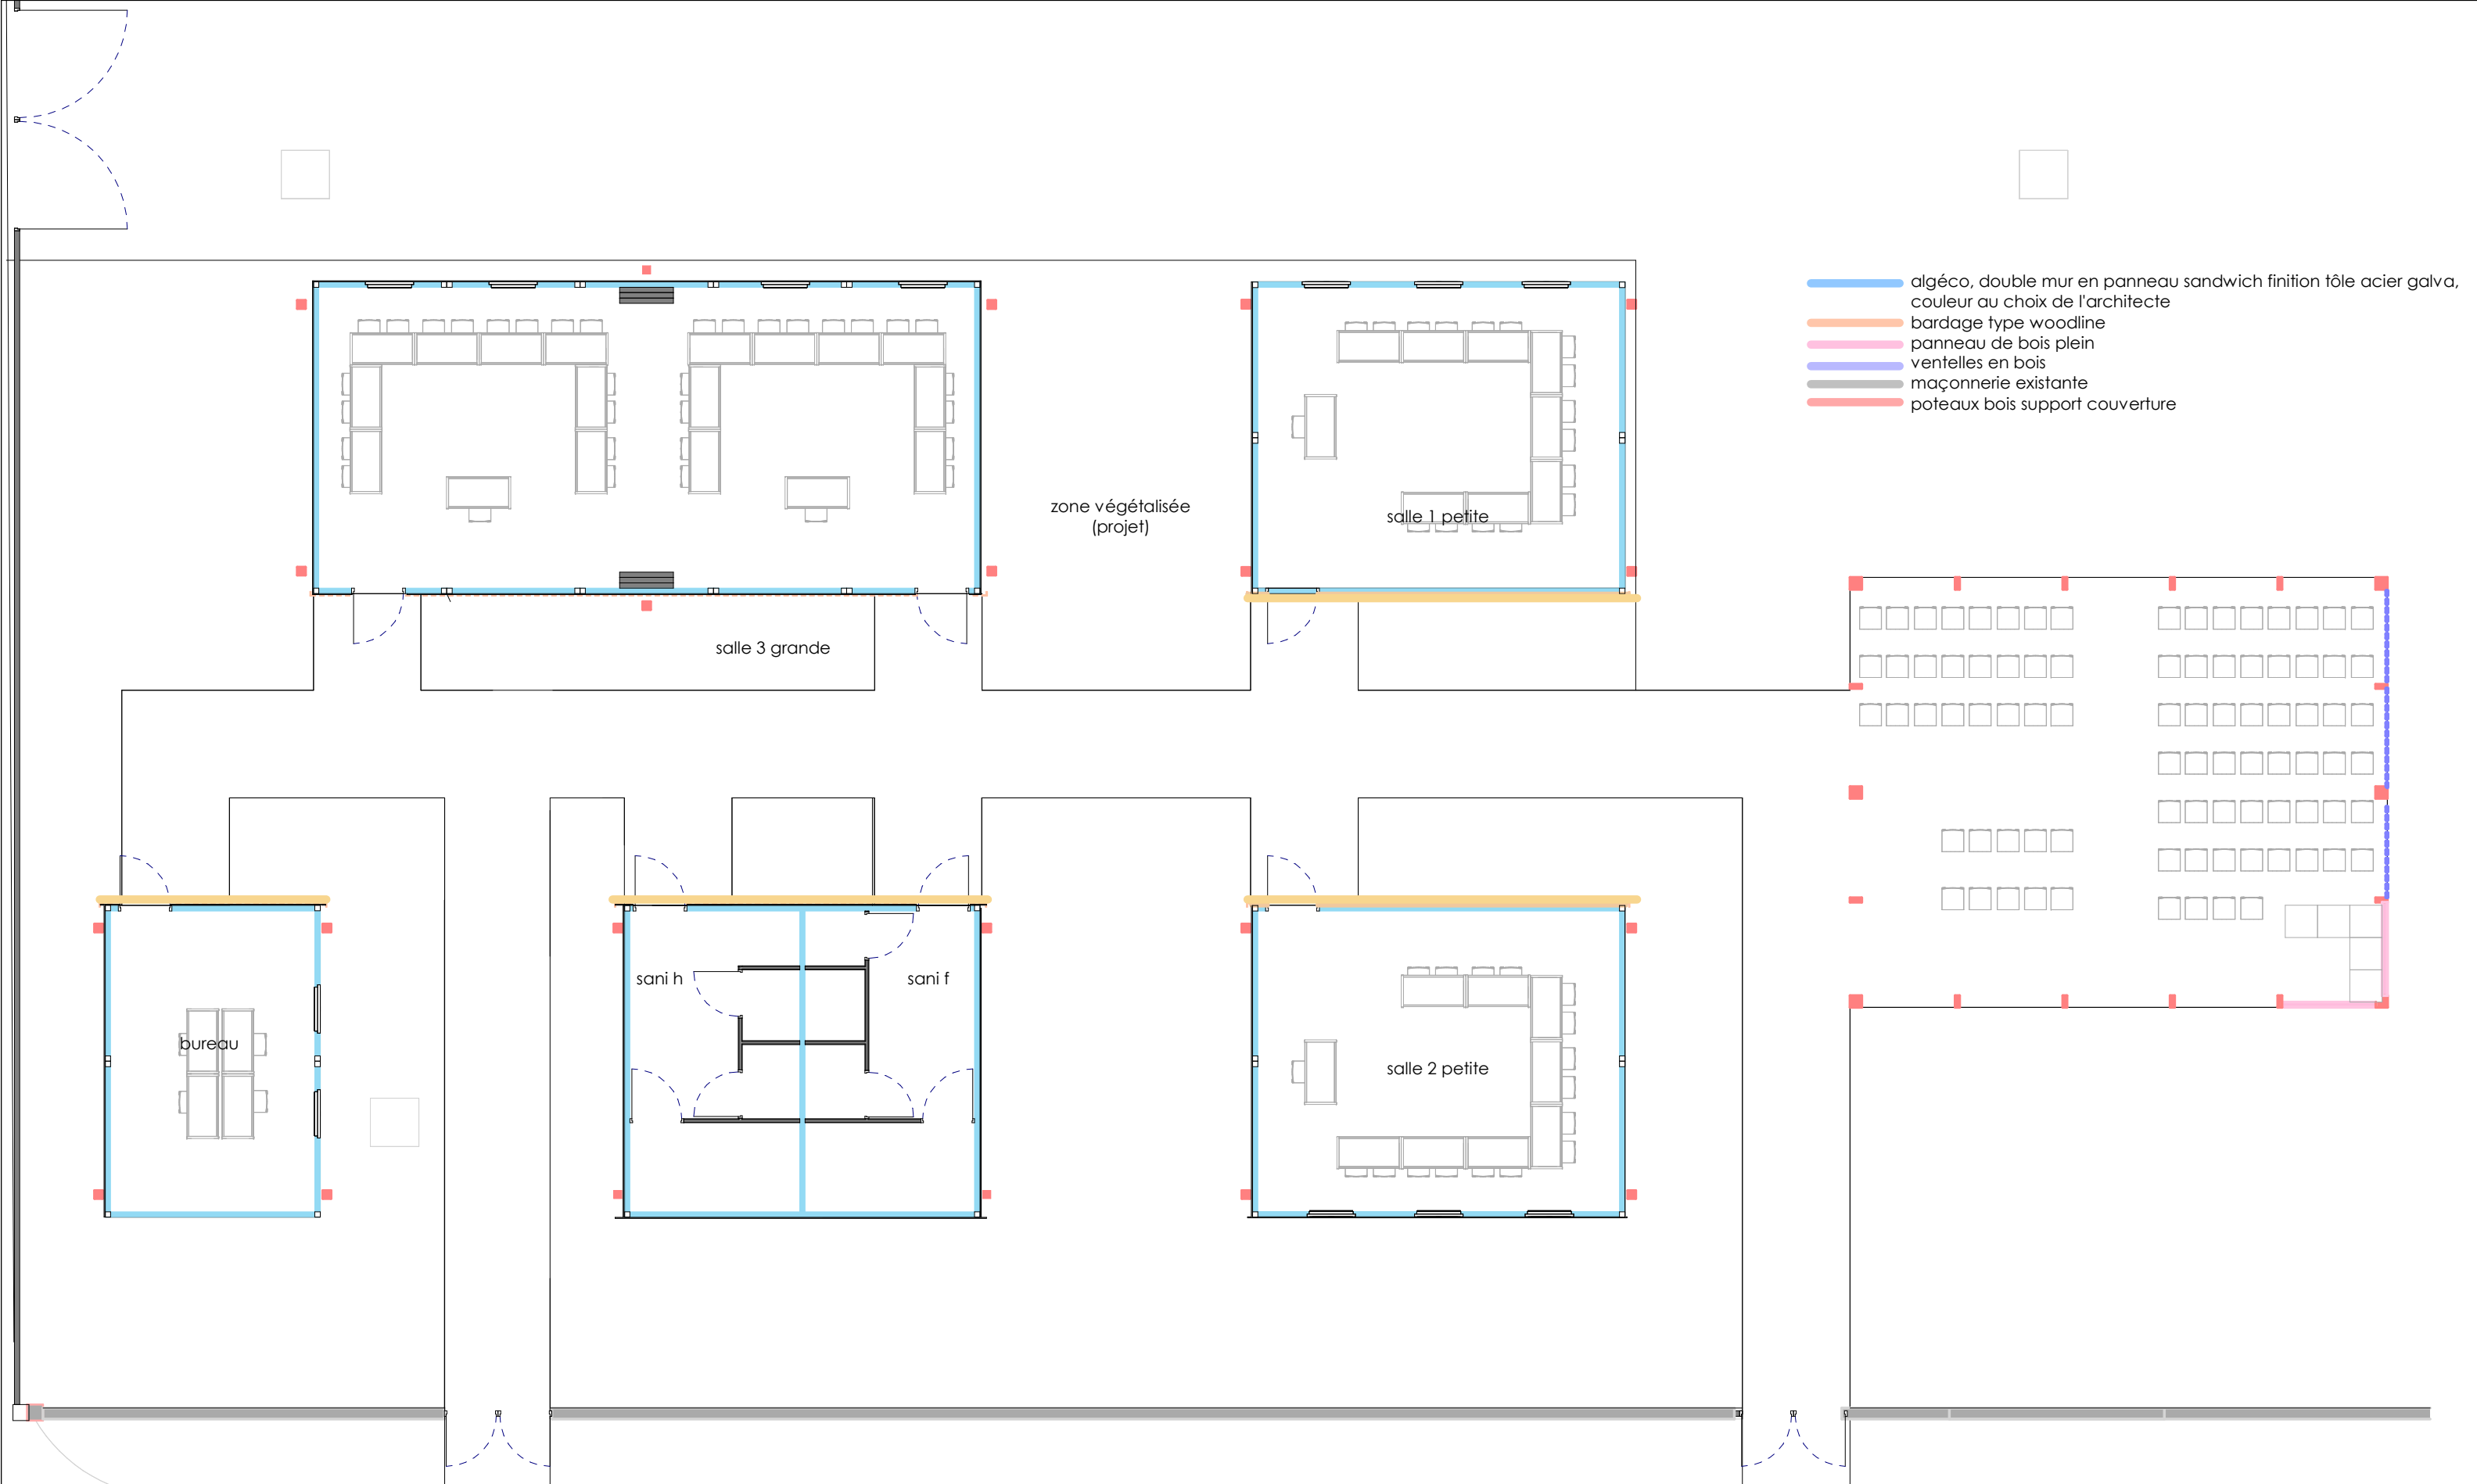 algéco, double mur en panneau sandwich finition tôle acier galva,
couleur au choix de l'architecte
bardage type woodline
panneau de bois plein
ventelles en bois
maçonnerie existante
poteaux bois support couverture
zone végétalisée
(projet)
salle 1 petite
salle 3 grande
sani h
sani f
bureau
salle 2 petite